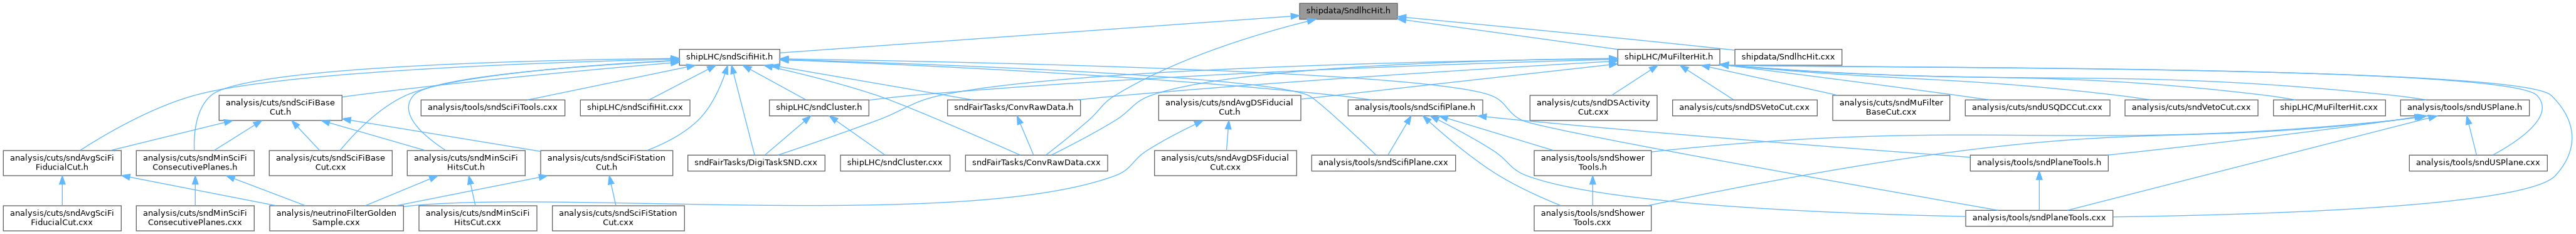 shipdata/SndlhcHit.h
shipLHC/sndScifiHit.h
shipLHC/MuFilterHit.h
shipdata/SndlhcHit.cxx
analysis/cuts/sndSciFiBase
Cut.h
analysis/tools/sndSciFiTools.cxx
shipLHC/sndScifiHit.cxx
shipLHC/sndCluster.h
sndFairTasks/ConvRawData.h
analysis/cuts/sndAvgDSFiducial
Cut.h
analysis/tools/sndScifiPlane.h
analysis/cuts/sndDSActivity
Cut.cxx
analysis/cuts/sndDSVetoCut.cxx
analysis/cuts/sndMuFilter
BaseCut.cxx
analysis/cuts/sndUSQDCCut.cxx
analysis/cuts/sndVetoCut.cxx
shipLHC/MuFilterHit.cxx
analysis/tools/sndUSPlane.h
analysis/cuts/sndAvgSciFi
FiducialCut.h
analysis/cuts/sndMinSciFi
ConsecutivePlanes.h
analysis/cuts/sndSciFiBase
Cut.cxx
analysis/cuts/sndMinSciFi
HitsCut.h
analysis/cuts/sndSciFiStation
Cut.h
sndFairTasks/DigiTaskSND.cxx
shipLHC/sndCluster.cxx
sndFairTasks/ConvRawData.cxx
analysis/cuts/sndAvgDSFiducial
Cut.cxx
analysis/tools/sndScifiPlane.cxx
analysis/tools/sndShower
Tools.h
analysis/tools/sndPlaneTools.h
analysis/tools/sndUSPlane.cxx
analysis/cuts/sndAvgSciFi
FiducialCut.cxx
analysis/cuts/sndMinSciFi
ConsecutivePlanes.cxx
analysis/neutrinoFilterGolden
Sample.cxx
analysis/cuts/sndMinSciFi
HitsCut.cxx
analysis/cuts/sndSciFiStation
Cut.cxx
analysis/tools/sndShower
Tools.cxx
analysis/tools/sndPlaneTools.cxx